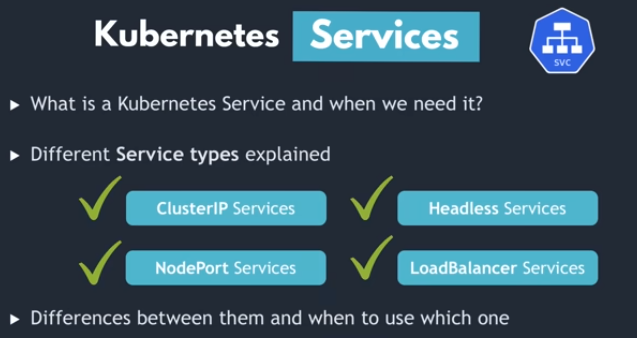 Kubernetes Services
svc
What is a Kubernetes Service and when we need it?
Different Service types explained
ClusterIP Services
Headless Services
NodePort Services
LoadBalancer Services
Differences between them and when to use which one